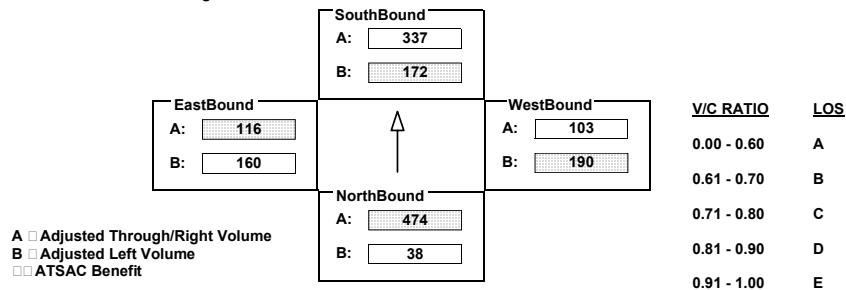 SouthBound
A: 337
B: 172
EastBound
A: 116
B: 160
WestBound
A: 103
B: 190
NorthBound
A: 474
B: 38
A □ Adjusted Through/Right Volume
B □ Adjusted Left Volume
□□ ATSAC Benefit
V/C RATIO LOS
0.00 - 0.60 A
0.61 - 0.70 B
0.71 - 0.80 C
0.81 - 0.90 D
0.91 - 1.00 E